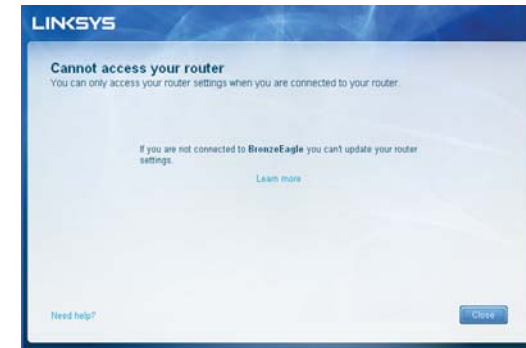 LINKSYS
Cannot access your router
You can only access your router settings when you are connected to your router.
If you are not connected to BronzeEagle you can't update your router
settings.
Learn more
Need help?
Close